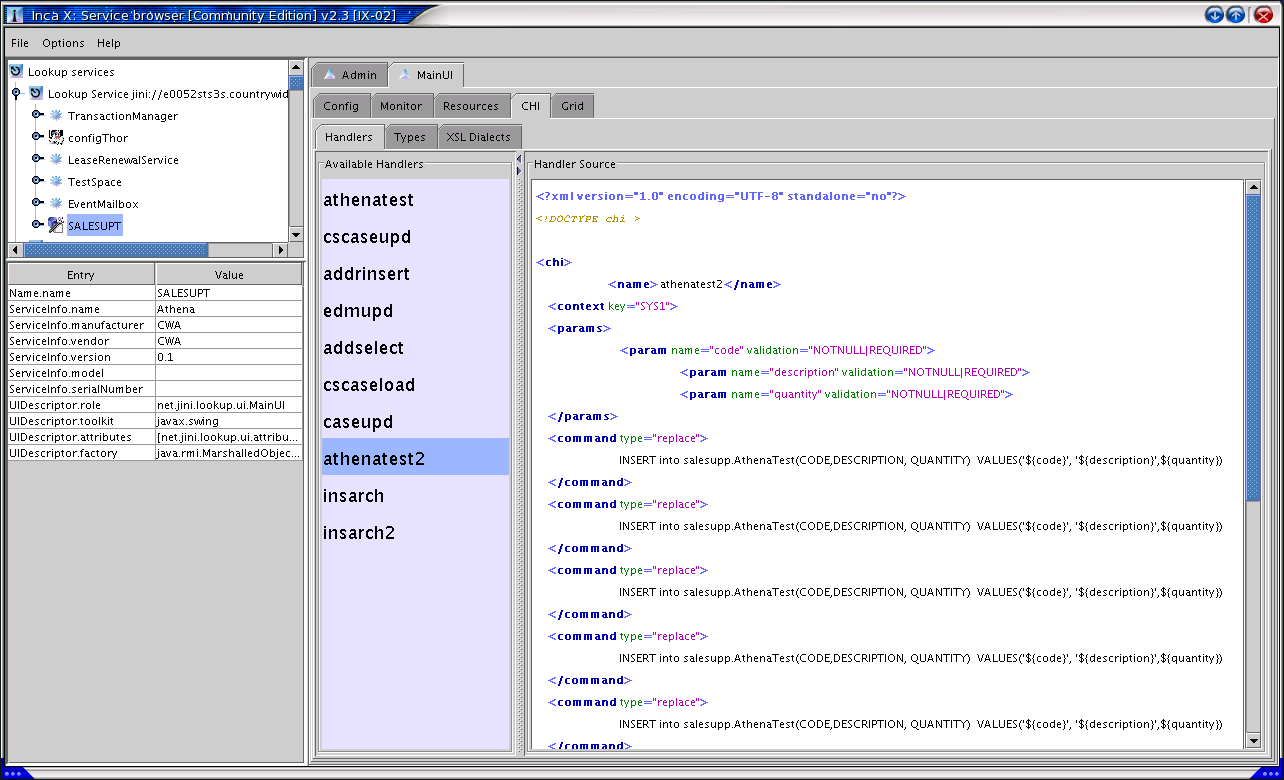 Inca X: Service browser [Community Edition] v2.3 [IX-02]
File Options Help
Lookup services
Lookup Service jini://e0052sts3s.countrywid
TransactionManager
configThor
LeaseRenewalService
TestSpace
EventMailbox
SALESUPT
Entry Value
Name.name SALESUPT
ServiceInfo.name Athena
ServiceInfo.manufacturer CWA
ServiceInfo.vendor CWA
ServiceInfo.version 0.1
ServiceInfo.model
ServiceInfo.serialNumber
UIDescriptor.role net.jini.lookup.ui.MainUI
UIDescriptor.toolkit javax.swing
UIDescriptor.attributes [net.jini.lookup.ui.attribu...
UIDescriptor.factory java.rmi.MarshalledObjec...
Admin MainUI
Config Monitor Resources CHI Grid
Handlers Types XSL Dialects
Available Handlers
athenatest
cscaseupd
addrinsert
edmupd
addselect
cscaseload
caseupd
athenatest2
insarch
insarch2
Handler Source
<?xml version="1.0" encoding="UTF-8" standalone="no"?>
<!DOCTYPE chi >
<chi>
<name>athenatest2</name>
<context key="SYS1">
<params>
<param name="code" validation="NOTNULL|REQUIRED">
<param name="description" validation="NOTNULL|REQUIRED">
<param name="quantity" validation="NOTNULL|REQUIRED">
</params>
<command type="replace">
INSERT into salesupp.AthenaTest(CODE,DESCRIPTION, QUANTITY) VALUES('${code}', '${description}',${quantity})
</command>
<command type="replace">
INSERT into salesupp.AthenaTest(CODE,DESCRIPTION, QUANTITY) VALUES('${code}', '${description}',${quantity})
</command>
<command type="replace">
INSERT into salesupp.AthenaTest(CODE,DESCRIPTION, QUANTITY) VALUES('${code}', '${description}',${quantity})
</command>
<command type="replace">
INSERT into salesupp.AthenaTest(CODE,DESCRIPTION, QUANTITY) VALUES('${code}', '${description}',${quantity})
</command>
<command type="replace">
INSERT into salesupp.AthenaTest(CODE,DESCRIPTION, QUANTITY) VALUES('${code}', '${description}',${quantity})
</command>